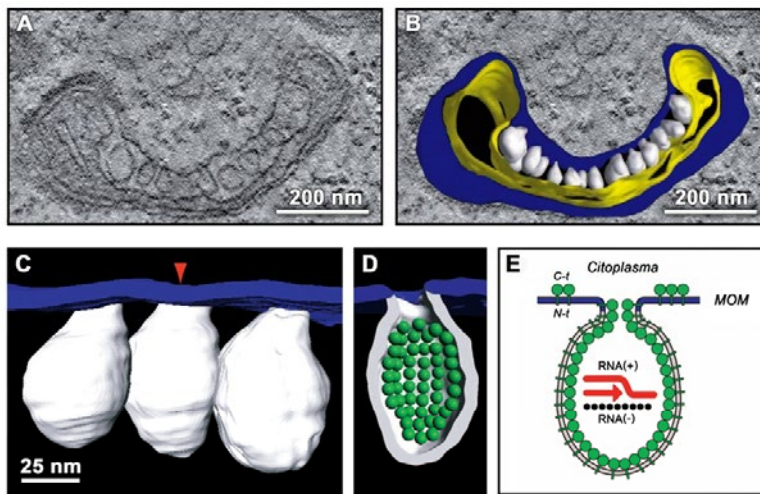 A
200 nm
B
200 nm
C
25 nm
D
E
C-t
Citoplasma
N-t
MOM
RNA(+)
RNA(-)